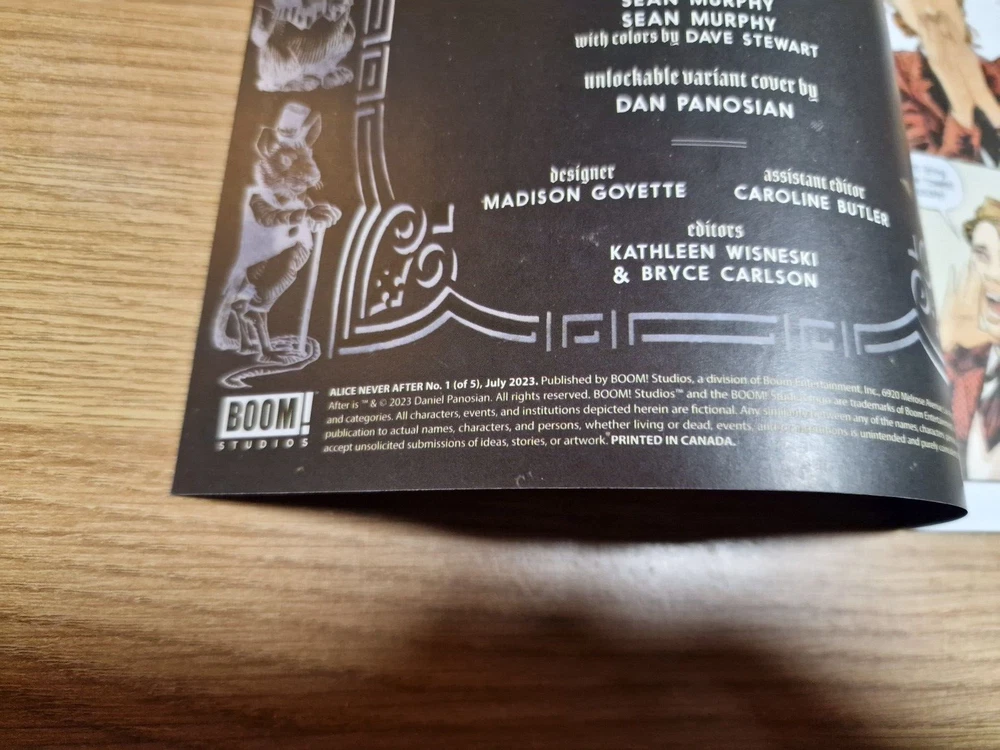 SEAN MURPHY
SEAN MURPHY
with colors by DAVE STEWART
unlockable variant cover by
DAN PANOSIAN
designer
MADISON GOYETTE
assistant editor
CAROLINE BUTLER
editors
KATHLEEN WISNESKI
& BRYCE CARLSON
BOOM!
STUDIOS
ALICE NEVER AFTER No. 1 (of 5), July 2023. Published by BOOM! Studios, a division of Boom Entertainment, Inc., 6920 Melrose Avenue
After is ™ & © 2023 Daniel Panosian. All rights reserved. BOOM! Studios™ and the BOOM! Studios logo are trademarks of Boom
and categories. All characters, events, and institutions depicted herein are fictional. Any similarity between any of the names, characters,
publication to actual names, characters, and persons, whether living or dead, events, and/or institutions is unintended and purely
accept unsolicited submissions of ideas, stories, or artwork. PRINTED IN CANADA.